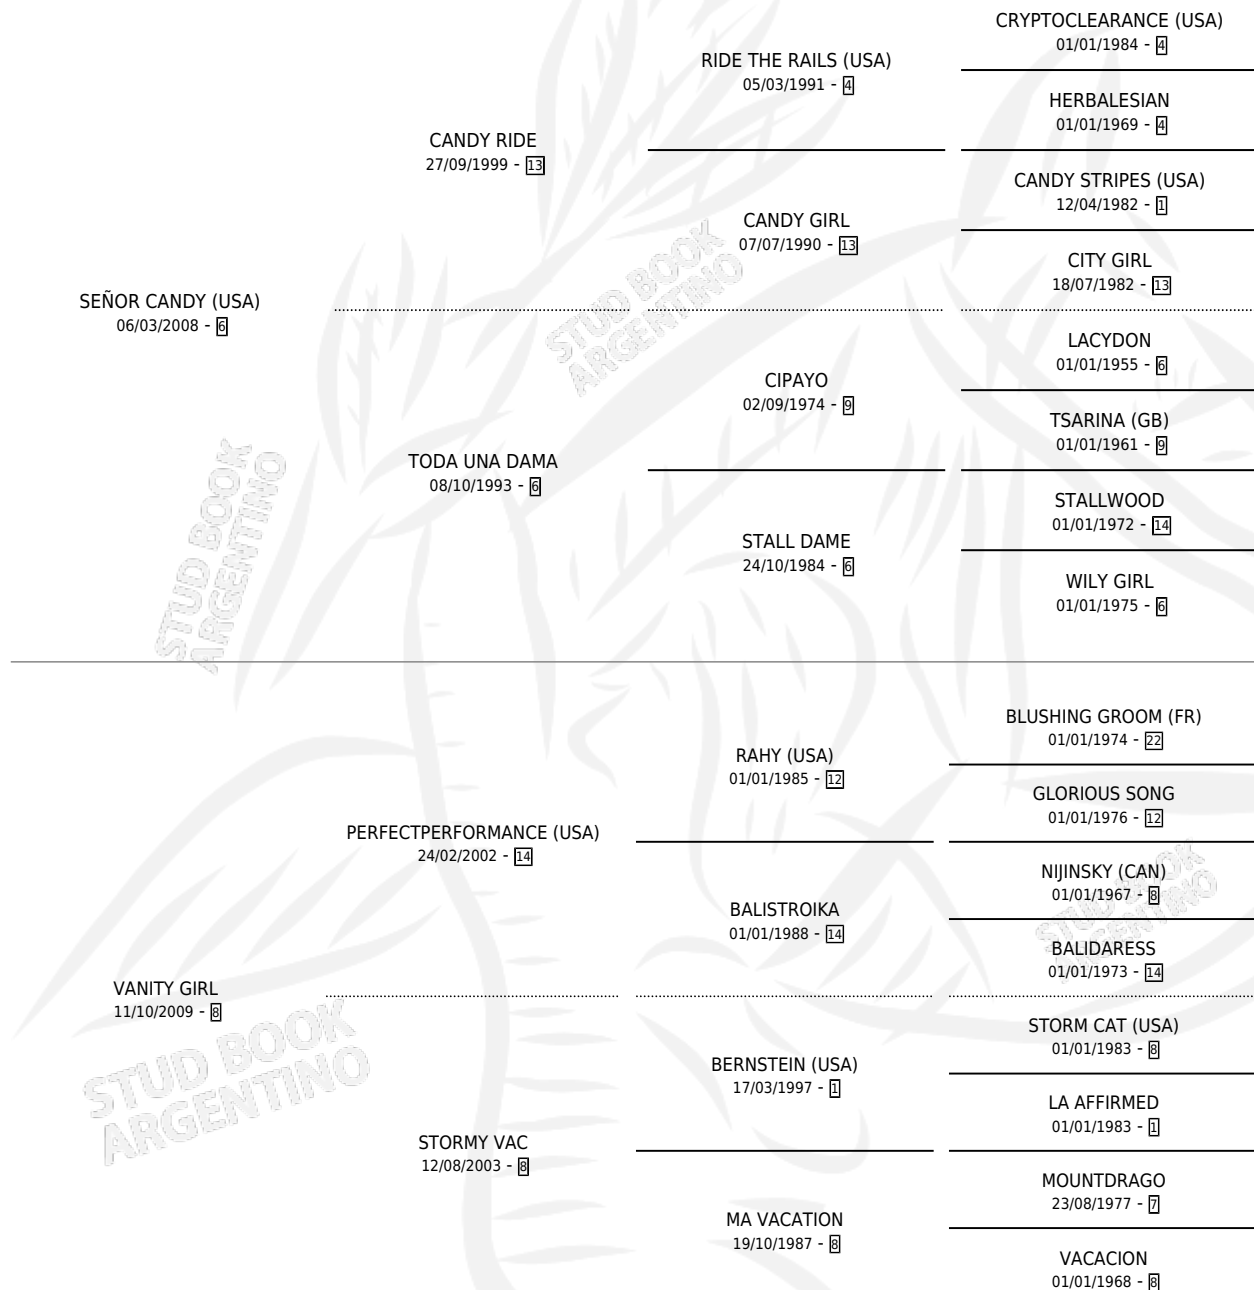 CRYPTOCLEARANCE (USA)
01/01/1984 - 4
RIDE THE RAILS (USA)
05/03/1991 - 4
HERBALESIAN
01/01/1969 - 4
CANDY RIDE
27/09/1999 - 13
CANDY STRIPES (USA)
12/04/1982 - 1
CANDY GIRL
07/07/1990 - 13
CITY GIRL
18/07/1982 - 13
SEÑOR CANDY (USA)
06/03/2008 - 6
LACYDON
01/01/1955 - 6
CIPAYO
02/09/1974 - 9
TSARINA (GB)
01/01/1961 - 9
TODA UNA DAMA
08/10/1993 - 6
STALLWOOD
01/01/1972 - 14
STALL DAME
24/10/1984 - 6
WILY GIRL
01/01/1975 - 6
BLUSHING GROOM (FR)
01/01/1974 - 22
RAHY (USA)
01/01/1985 - 12
GLORIOUS SONG
01/01/1976 - 12
PERFECTPERFORMANCE (USA)
24/02/2002 - 14
NIJINSKY (CAN)
01/01/1967 - 8
BALISTROIKA
01/01/1988 - 14
BALIDARESS
01/01/1973 - 14
VANITY GIRL
11/10/2009 - 8
STORM CAT (USA)
01/01/1983 - 8
BERNSTEIN (USA)
17/03/1997 - 1
LA AFFIRMED
01/01/1983 - 1
STORMY VAC
12/08/2003 - 8
MOUNTDRAGO
23/08/1977 - 7
MA VACATION
19/10/1987 - 8
VACACION
01/01/1968 - 8
STUD BOOK
ARGENTINO
STUD BOOK
ARGENTINO
STUD BOOK
ARGENTINO
STUD BOOK
ARGENTINO